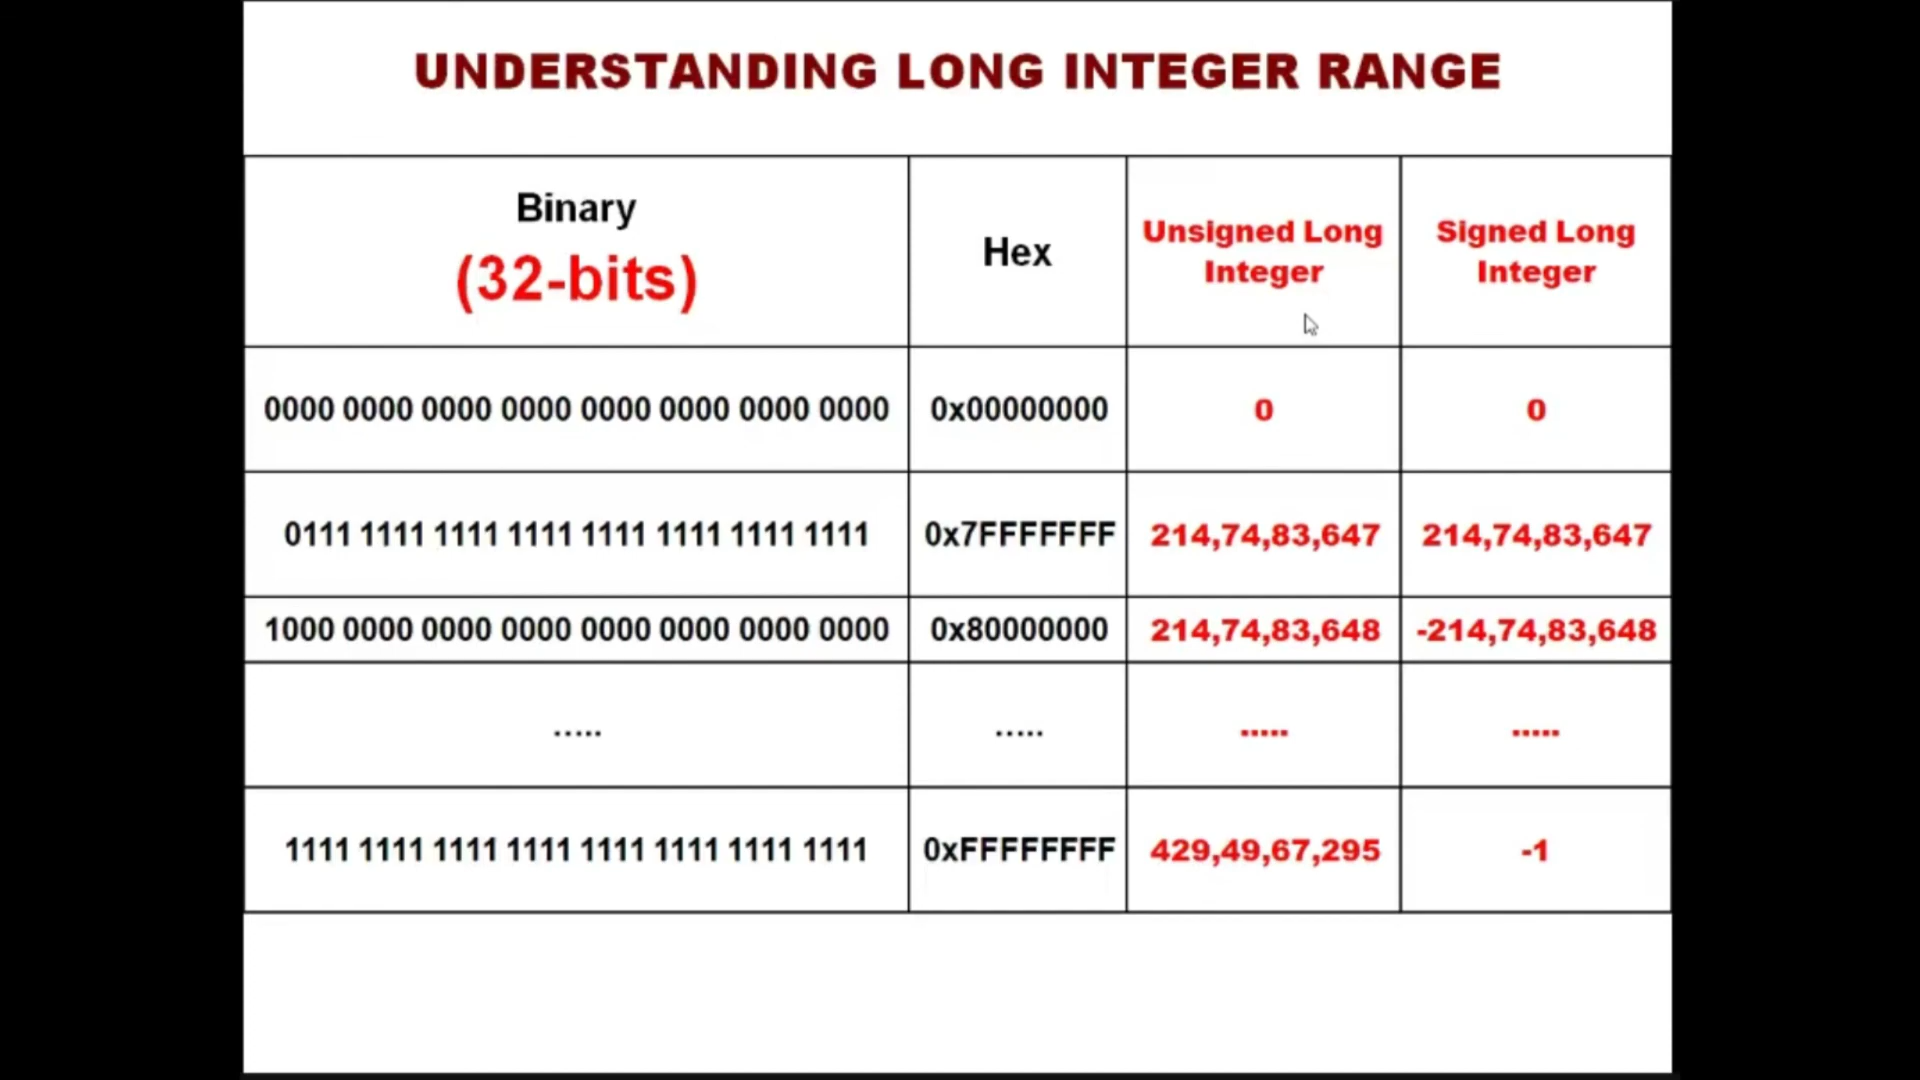 UNDERSTANDING LONG INTEGER RANGE
Binary
(32-bits)
Hex
Unsigned Long
Integer
Signed Long
Integer
0000 0000 0000 0000 0000 0000 0000 0000 0x00000000 0 0
0111 1111 1111 1111 1111 1111 1111 1111 0x7FFFFFFF 214,74,83,647 214,74,83,647
1000 0000 0000 0000 0000 0000 0000 0000 0x80000000 214,74,83,648 -214,74,83,648
..... ..... ..... .....
1111 1111 1111 1111 1111 1111 1111 1111 0xFFFFFFFF 429,49,67,295 -1